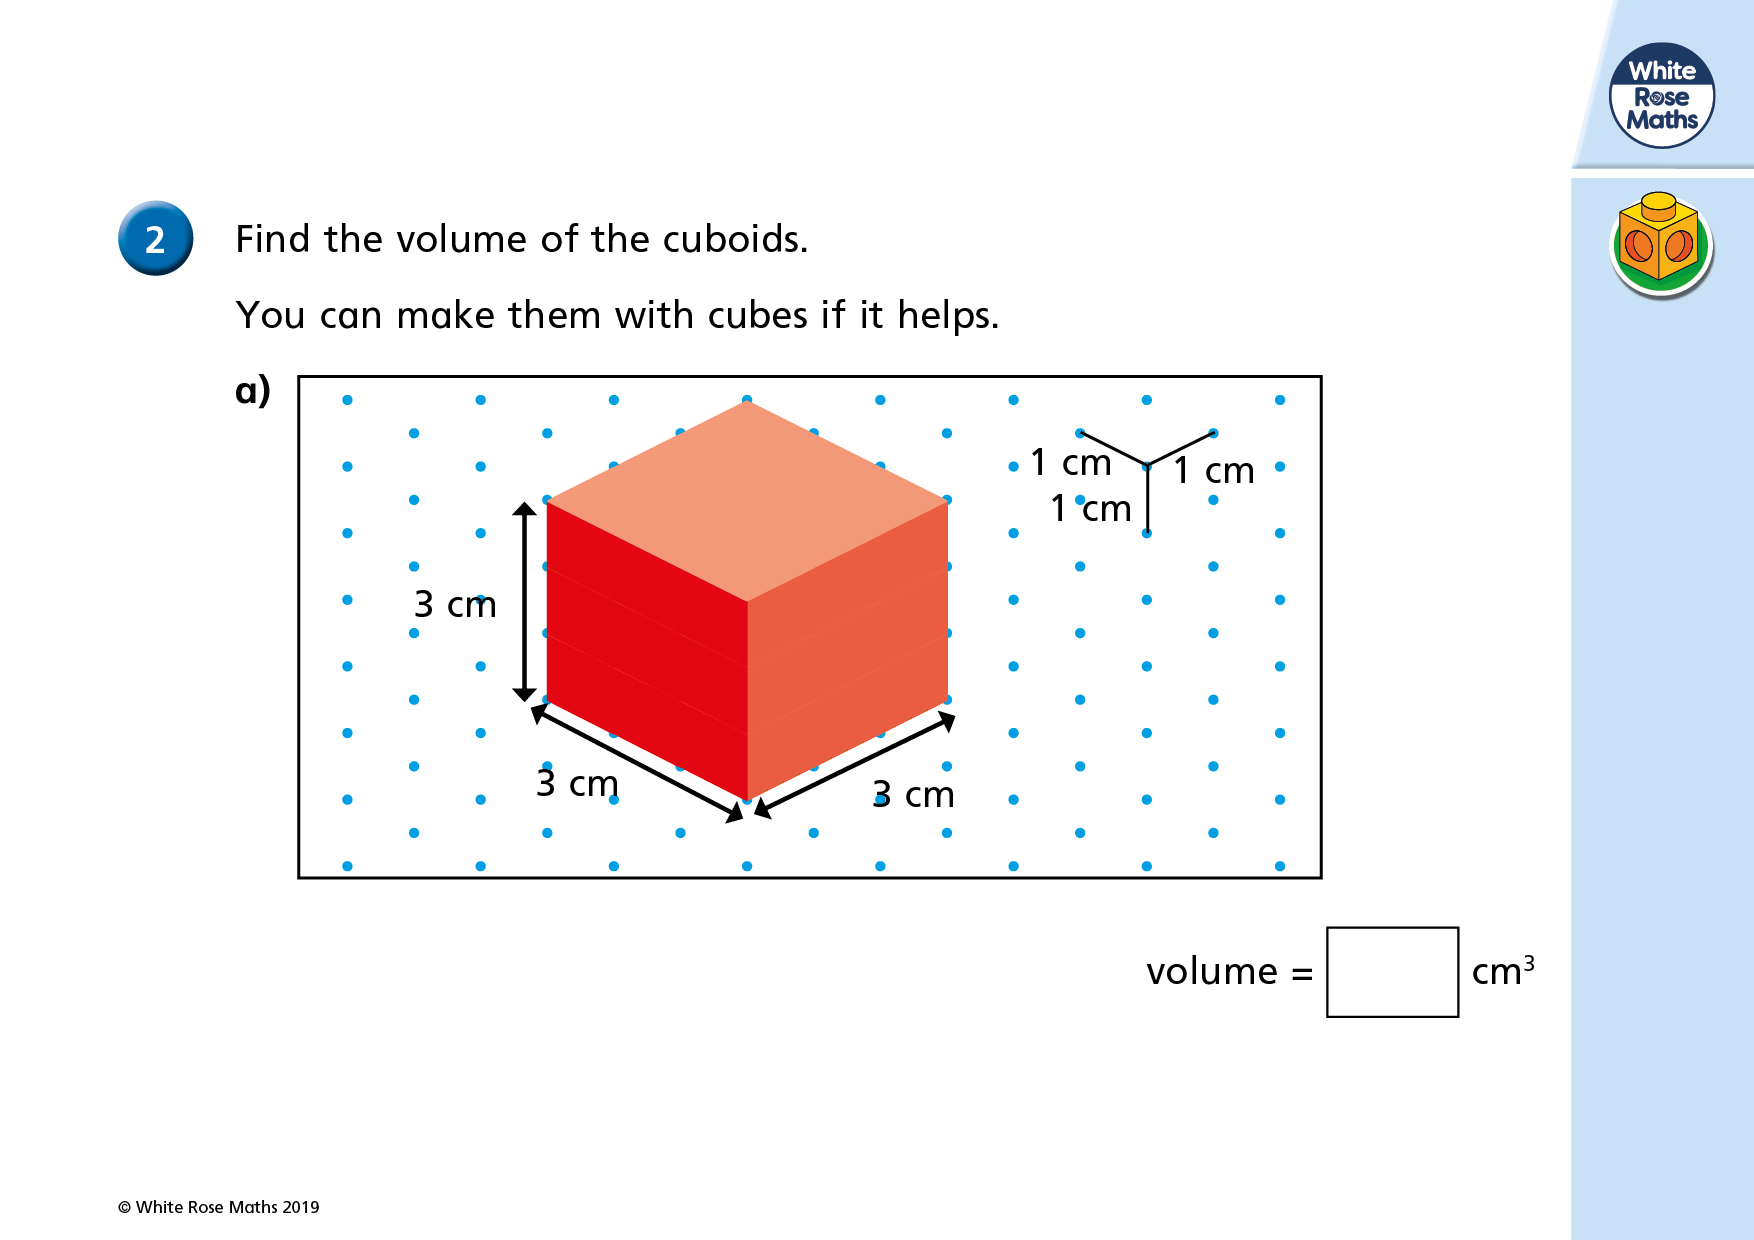 White
Rose
Maths
2 Find the volume of the cuboids.
You can make them with cubes if it helps.
a)
1 cm
1 cm
1 cm
3 cm
3 cm
3 cm
volume = cm³
© White Rose Maths 2019